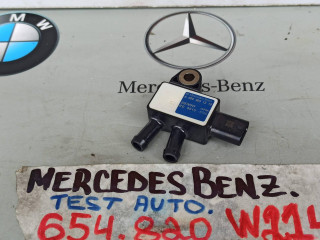 Mercedes-Benz
MERCEDES BENZ.
TEST AUTO.
654.820 W214